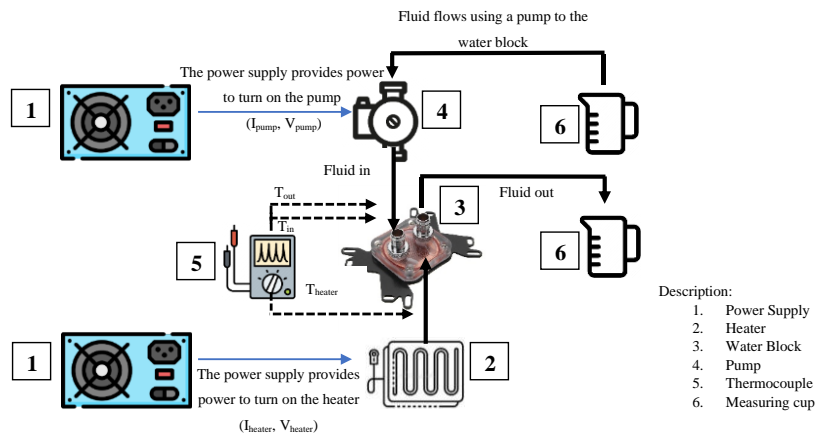 Fluid flows using a pump to the
water block
The power supply provides power
to turn on the pump
(Ipump, Vpump)
1
4
6
Fluid in
Fluid out
Tout
Tin
3
5
6
Theater
Description:
1. Power Supply
2. Heater
3. Water Block
4. Pump
5. Thermocouple
6. Measuring cup
1
2
The power supply provides
power to turn on the heater
(Iheater, Vheater)